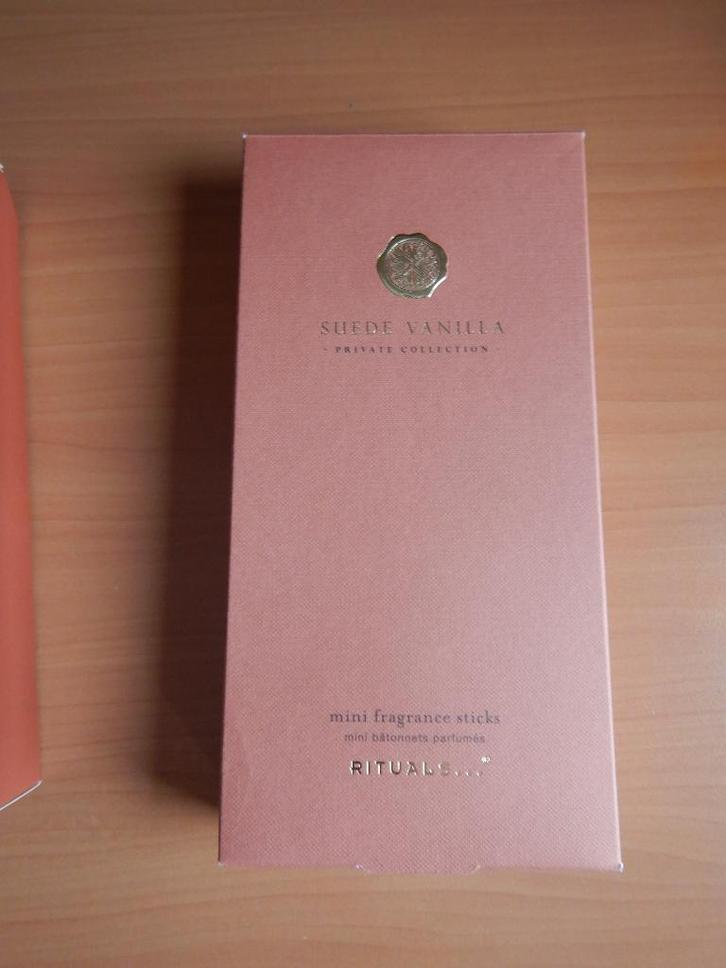 SUEDE VANILLA
- PRIVATE COLLECTION -
mini fragrance sticks
mini bâtonnets parfumés
RITUALS...®